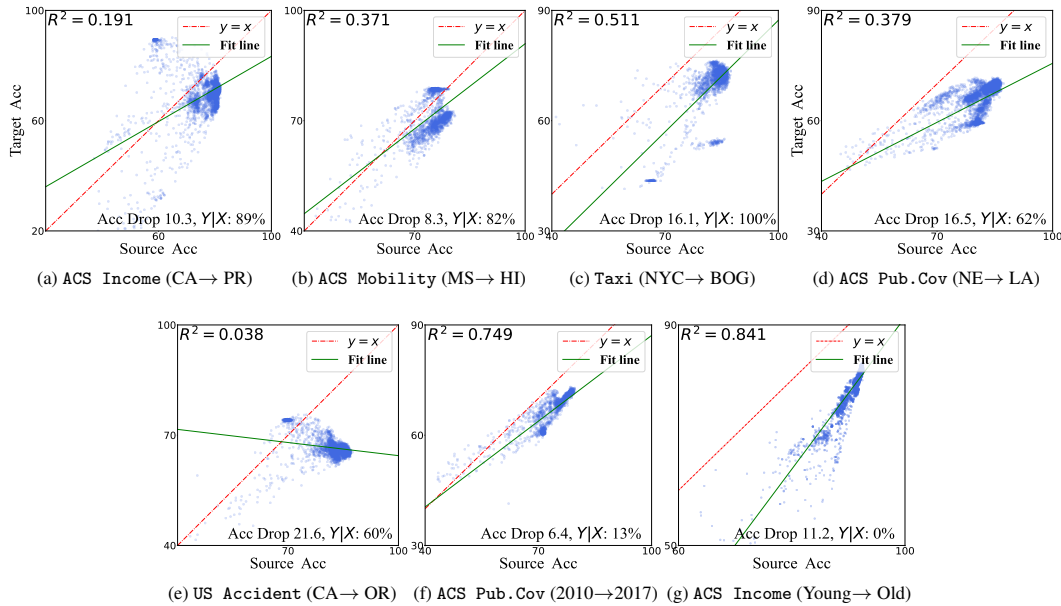 R² = 0.191
y = x
Fit line
Target Acc
100
60
20
Acc Drop 10.3, Y|X: 89%
60
100
Source Acc
(a) ACS Income (CA→ PR)
R² = 0.371
y = x
Fit line
100
70
40
Acc Drop 8.3, Y|X: 82%
70
100
Source Acc
(b) ACS Mobility (MS→ HI)
R² = 0.511
y = x
Fit line
90
60
30
Acc Drop 16.1, Y|X: 100%
70
100
Source Acc
(c) Taxi (NYC→ BOG)
R² = 0.379
y = x
Fit line
Target Acc
90
60
30
Acc Drop 16.5, Y|X: 62%
40
70
100
Source Acc
(d) ACS Pub.Cov (NE→ LA)
R² = 0.038
y = x
Fit line
100
70
40
Acc Drop 21.6, Y|X: 60%
70
100
Source Acc
(e) US Accident (CA→ OR)
R² = 0.749
y = x
Fit line
90
60
30
Acc Drop 6.4, Y|X: 13%
40
70
100
Source Acc
(f) ACS Pub.Cov (2010→2017)
R² = 0.841
y = x
Fit line
90
50
Acc Drop 11.2, Y|X: 0%
60
100
Source Acc
(g) ACS Income (Young→ Old)